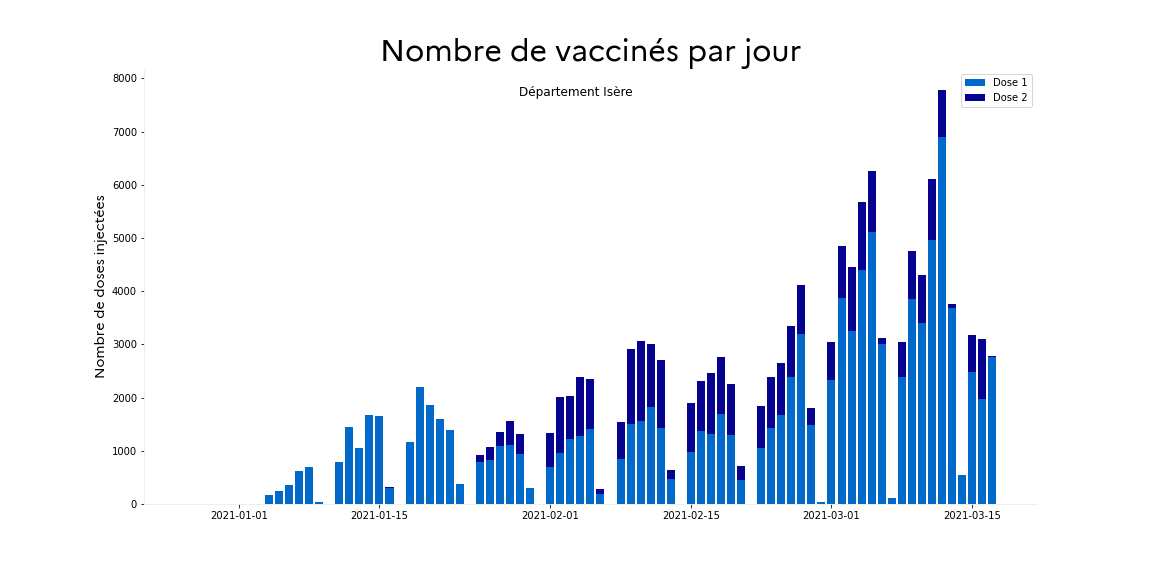 Nombre de vaccinés par jour
Département Isère
Dose 1
Dose 2
Nombre de doses injectées
8000
7000
6000
5000
4000
3000
2000
1000
0
2021-01-01 2021-01-15 2021-02-01 2021-02-15 2021-03-01 2021-03-15